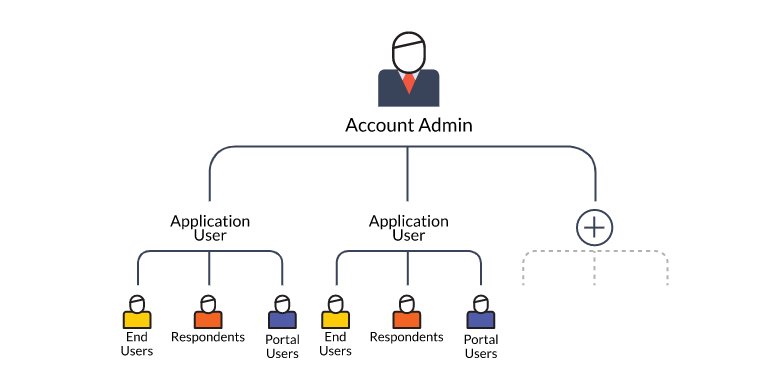 Account Admin
Application
User
Application
User
End
Users
Respondents
Portal
Users
End
Users
Respondents
Portal
Users